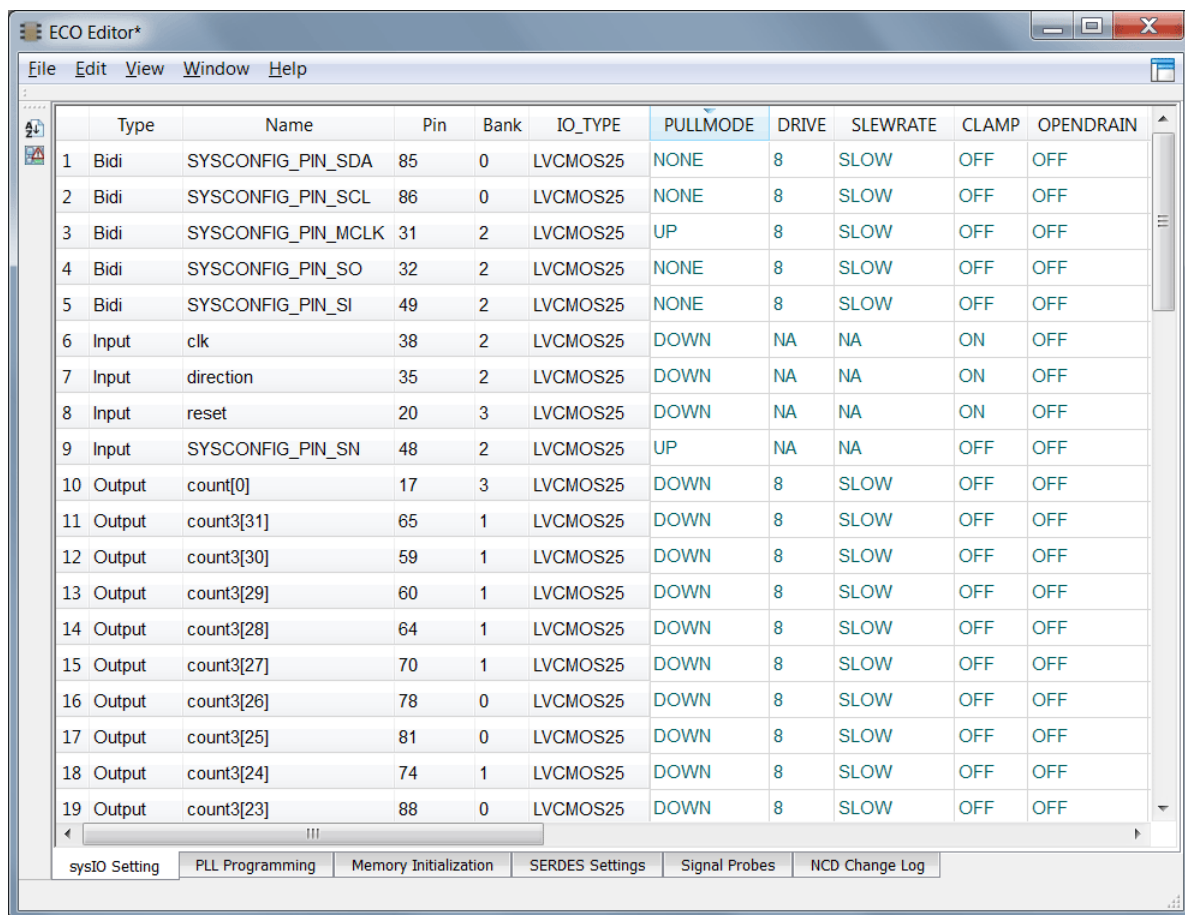 ECO Editor*
File Edit View Window Help
Type Name Pin Bank IO_TYPE PULLMODE DRIVE SLEWRATE CLAMP OPENDRAIN
1 Bidi SYSCONFIG_PIN_SDA 85 0 LVCMOS25 NONE 8 SLOW OFF OFF
2 Bidi SYSCONFIG_PIN_SCL 86 0 LVCMOS25 NONE 8 SLOW OFF OFF
3 Bidi SYSCONFIG_PIN_MCLK 31 2 LVCMOS25 UP 8 SLOW OFF OFF
4 Bidi SYSCONFIG_PIN_SO 32 2 LVCMOS25 NONE 8 SLOW OFF OFF
5 Bidi SYSCONFIG_PIN_SI 49 2 LVCMOS25 NONE 8 SLOW OFF OFF
6 Input clk 38 2 LVCMOS25 DOWN NA NA ON OFF
7 Input direction 35 2 LVCMOS25 DOWN NA NA ON OFF
8 Input reset 20 3 LVCMOS25 DOWN NA NA ON OFF
9 Input SYSCONFIG_PIN_SN 48 2 LVCMOS25 UP NA NA OFF OFF
10 Output count[0] 17 3 LVCMOS25 DOWN 8 SLOW OFF OFF
11 Output count3[31] 65 1 LVCMOS25 DOWN 8 SLOW OFF OFF
12 Output count3[30] 59 1 LVCMOS25 DOWN 8 SLOW OFF OFF
13 Output count3[29] 60 1 LVCMOS25 DOWN 8 SLOW OFF OFF
14 Output count3[28] 64 1 LVCMOS25 DOWN 8 SLOW OFF OFF
15 Output count3[27] 70 1 LVCMOS25 DOWN 8 SLOW OFF OFF
16 Output count3[26] 78 0 LVCMOS25 DOWN 8 SLOW OFF OFF
17 Output count3[25] 81 0 LVCMOS25 DOWN 8 SLOW OFF OFF
18 Output count3[24] 74 1 LVCMOS25 DOWN 8 SLOW OFF OFF
19 Output count3[23] 88 0 LVCMOS25 DOWN 8 SLOW OFF OFF
sysIO Setting PLL Programming Memory Initialization SERDES Settings Signal Probes NCD Change Log